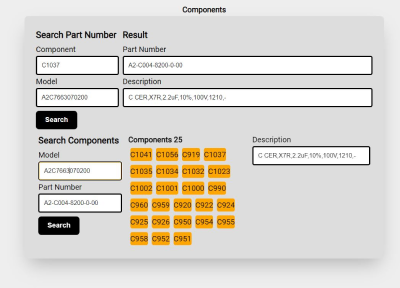 Components
Search Part Number Result
Component Part Number
C1037 A2-C004-8200-0-00
Model Description
A2C7663070200 C CER,X7R,2.2uF,10%,100V,1210,-
Search
Search Components Components 25 Description
Model C1041 C1056 C919 C1037 C CER,X7R,2.2uF,10%,100V,1210,-
A2C7663070200 C1035 C1034 C1032 C1023
Part Number C1002 C1001 C1000 C990
A2-C004-8200-0-00 C960 C959 C920 C922 C924
Search C925 C926 C950 C954 C955
C958 C952 C951